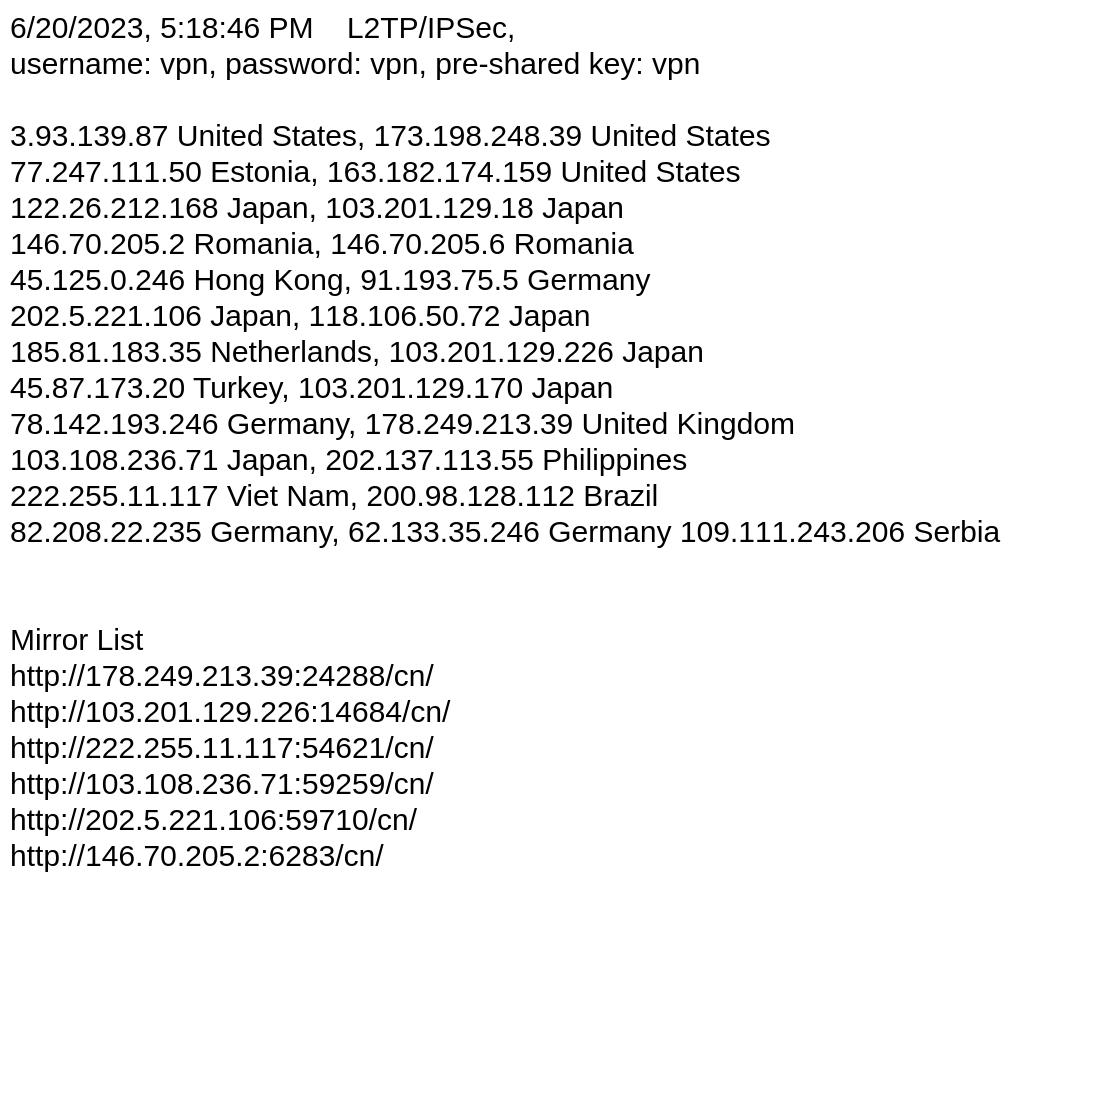 6/20/2023, 5:18:46 PM    L2TP/IPSec,
username: vpn, password: vpn, pre-shared key: vpn
3.93.139.87 United States, 173.198.248.39 United States
77.247.111.50 Estonia, 163.182.174.159 United States
122.26.212.168 Japan, 103.201.129.18 Japan
146.70.205.2 Romania, 146.70.205.6 Romania
45.125.0.246 Hong Kong, 91.193.75.5 Germany
202.5.221.106 Japan, 118.106.50.72 Japan
185.81.183.35 Netherlands, 103.201.129.226 Japan
45.87.173.20 Turkey, 103.201.129.170 Japan
78.142.193.246 Germany, 178.249.213.39 United Kingdom
103.108.236.71 Japan, 202.137.113.55 Philippines
222.255.11.117 Viet Nam, 200.98.128.112 Brazil
82.208.22.235 Germany, 62.133.35.246 Germany 109.111.243.206 Serbia
Mirror List
http://178.249.213.39:24288/cn/
http://103.201.129.226:14684/cn/
http://222.255.11.117:54621/cn/
http://103.108.236.71:59259/cn/
http://202.5.221.106:59710/cn/
http://146.70.205.2:6283/cn/